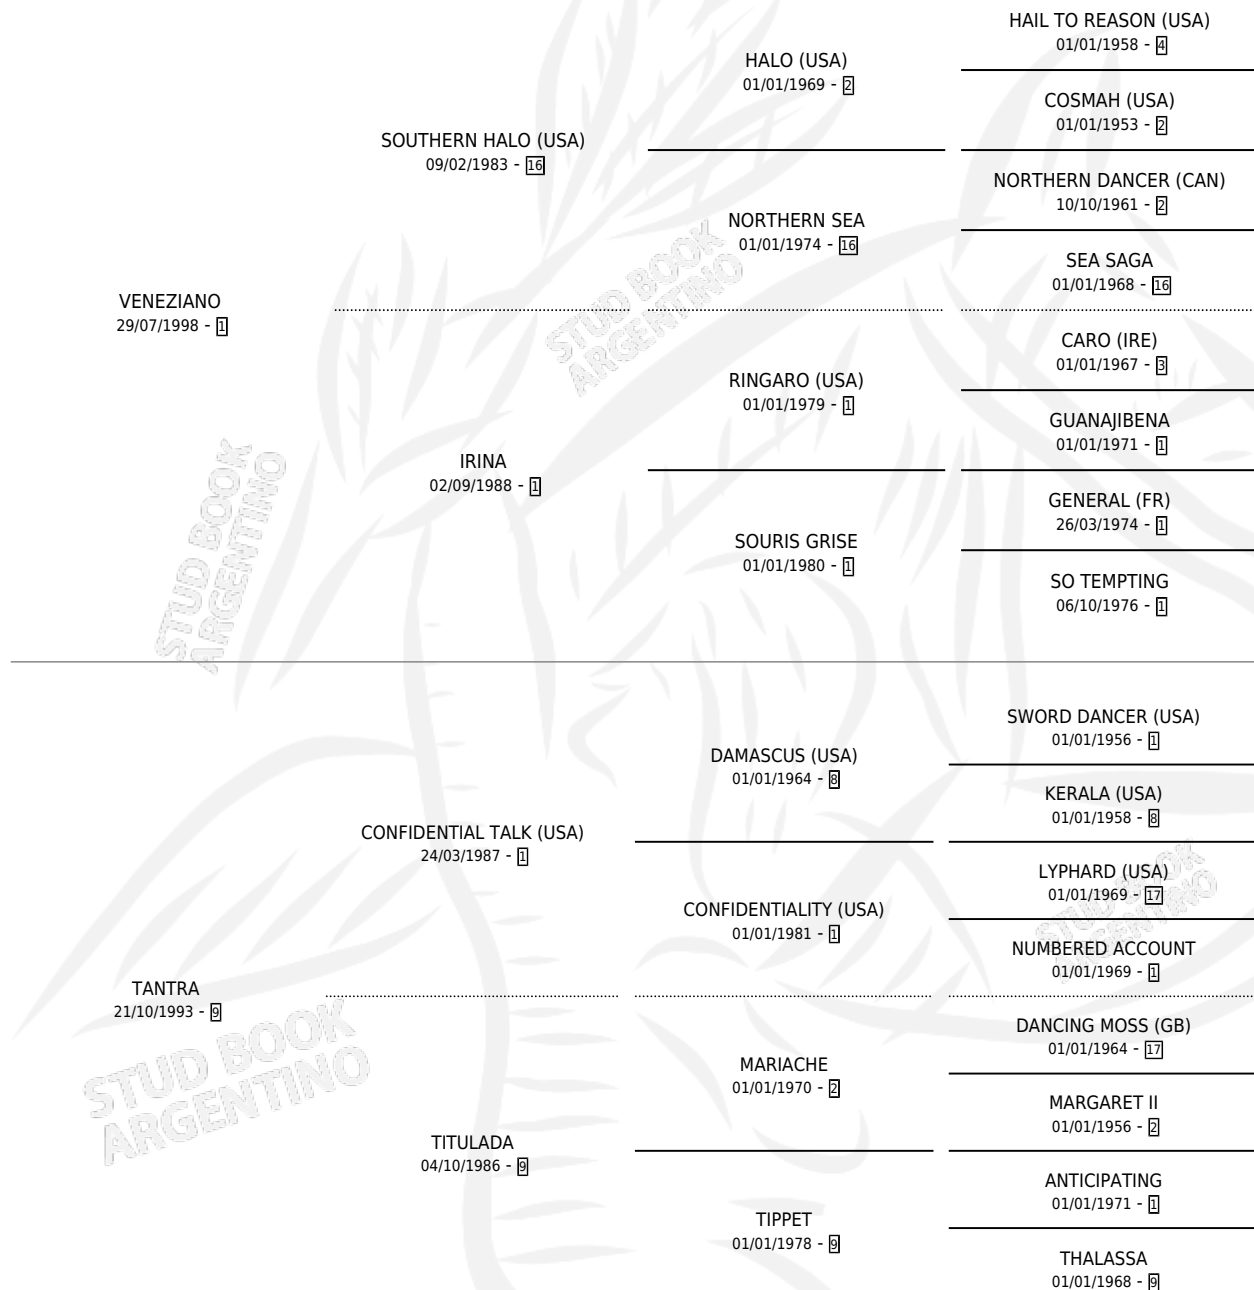 HAIL TO REASON (USA)
01/01/1958 - 4
HALO (USA)
01/01/1969 - 2
COSMAH (USA)
01/01/1953 - 2
SOUTHERN HALO (USA)
09/02/1983 - 16
NORTHERN DANCER (CAN)
10/10/1961 - 2
NORTHERN SEA
01/01/1974 - 16
SEA SAGA
01/01/1968 - 16
VENEZIANO
29/07/1998 - 1
CARO (IRE)
01/01/1967 - 3
RINGARO (USA)
01/01/1979 - 1
GUANAJIBENA
01/01/1971 - 1
IRINA
02/09/1988 - 1
GENERAL (FR)
26/03/1974 - 1
SOURIS GRISE
01/01/1980 - 1
SO TEMPTING
06/10/1976 - 1
SWORD DANCER (USA)
01/01/1956 - 1
DAMASCUS (USA)
01/01/1964 - 8
KERALA (USA)
01/01/1958 - 8
CONFIDENTIAL TALK (USA)
24/03/1987 - 1
LYPHARD (USA)
01/01/1969 - 17
CONFIDENTIALITY (USA)
01/01/1981 - 1
NUMBERED ACCOUNT
01/01/1969 - 1
TANTRA
21/10/1993 - 9
DANCING MOSS (GB)
01/01/1964 - 17
MARIACHE
01/01/1970 - 2
MARGARET II
01/01/1956 - 2
TITULADA
04/10/1986 - 9
ANTICIPATING
01/01/1971 - 1
TIPPET
01/01/1978 - 9
THALASSA
01/01/1968 - 9
STUD BOOK
ARGENTINO
STUD BOOK
ARGENTINO
STUD BOOK
ARGENTINO
STUD BOOK
ARGENTINO